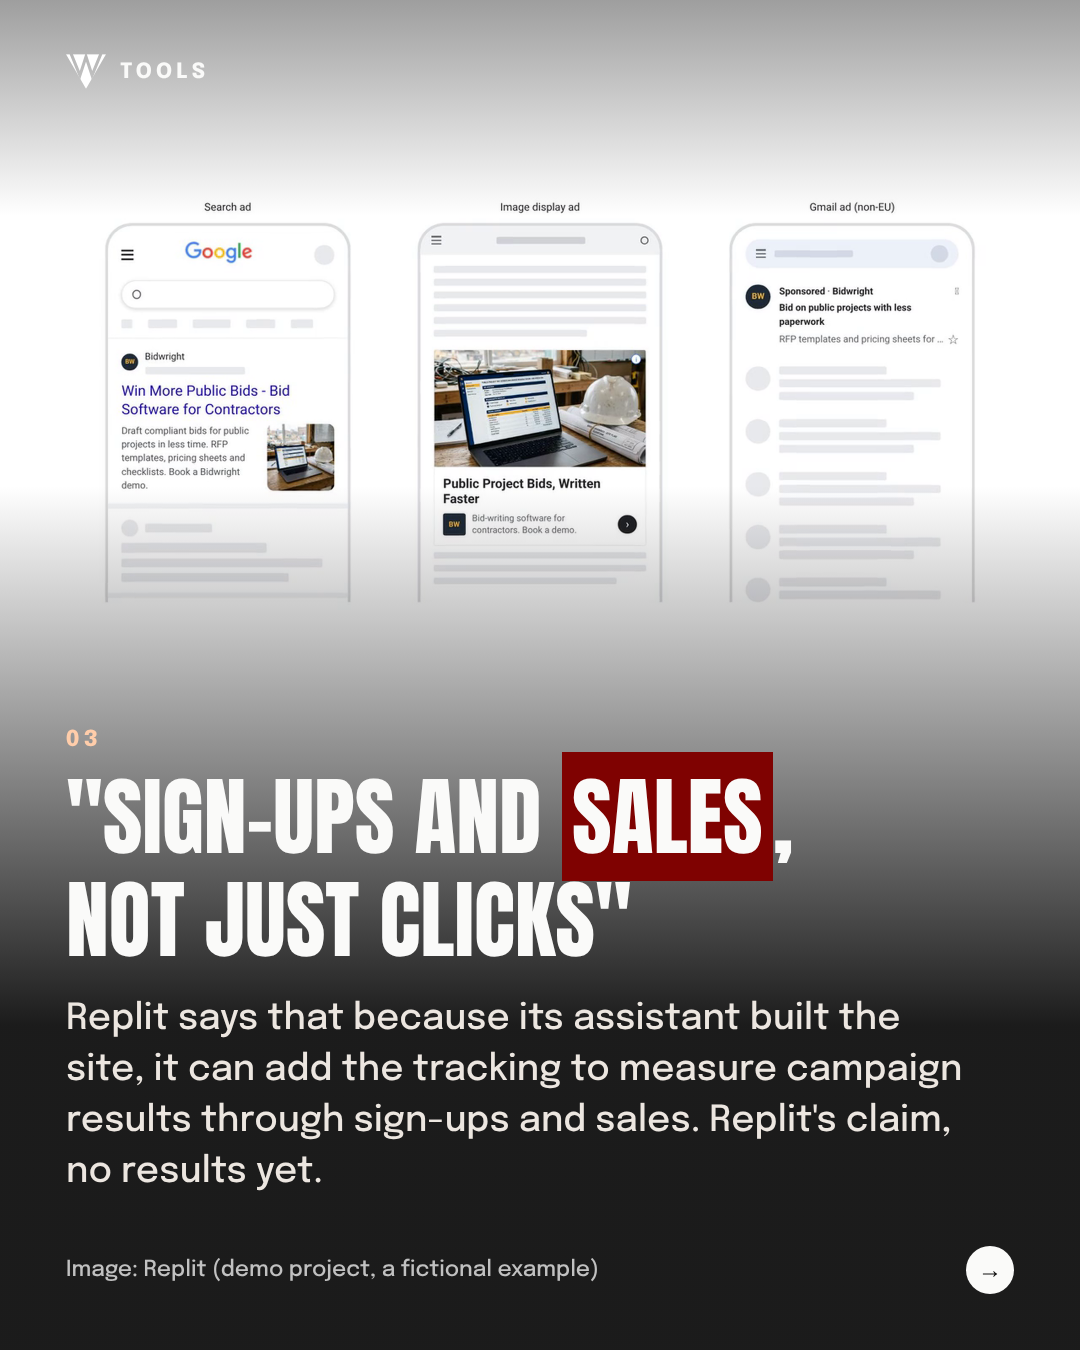 TOOLS
Search ad
Google
BW
Bidwright
Win More Public Bids - Bid
Software for Contractors
Draft compliant bids for public
projects in less time. RFP
templates, pricing sheets and
checklists. Book a Bidwright
demo.
Image display ad
Public Project Bids, Written
Faster
BW
Bid-writing software for
contractors. Book a demo.
Gmail ad (non-EU)
BW
Sponsored · Bidwright
Bid on public projects with less
paperwork
RFP templates and pricing sheets for ...
03
"SIGN-UPS AND SALES,
NOT JUST CLICKS"
Replit says that because its assistant built the
site, it can add the tracking to measure campaign
results through sign-ups and sales. Replit's claim,
no results yet.
Image: Replit (demo project, a fictional example)
→